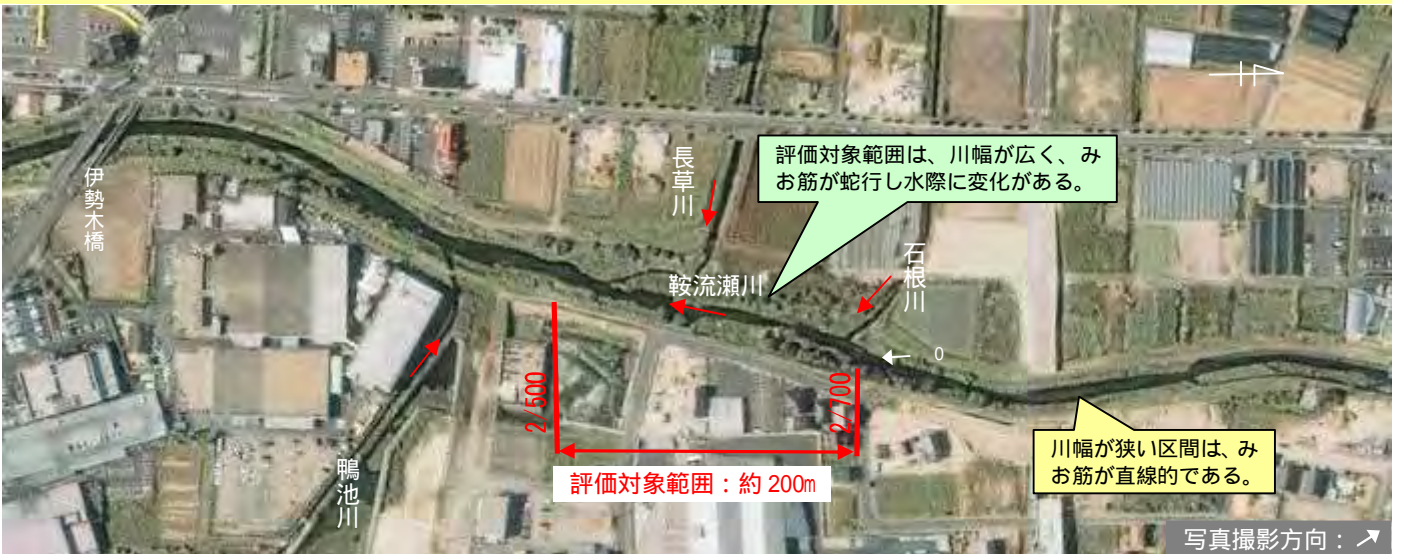 伊勢木橋
長草川
評価対象範囲は、川幅が広く、み
お筋が蛇行し水際に変化がある。
石根川
鞍流瀬川
0
2/500
2/700
評価対象範囲:約200m
鴨池川
川幅が狭い区間は、み
お筋が直線的である。
写真撮影方向:↗